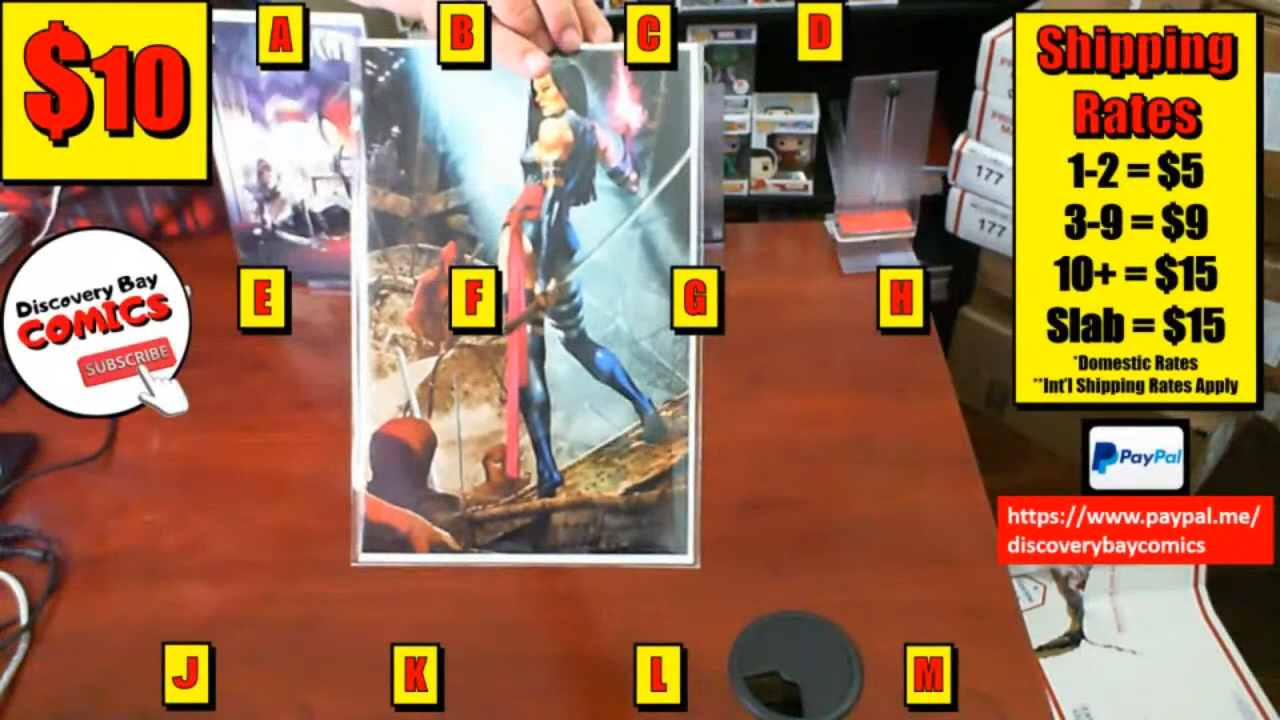 $10
A
B
C
D
Shipping
Rates
1-2 = $5
3-9 = $9
10+ = $15
Slab = $15
*Domestic Rates
**Int'l Shipping Rates Apply
177
177
Discovery Bay
COMICS
SUBSCRIBE
E
F
G
H
PayPal
https://www.paypal.me/
discoverybaycomics
J
K
L
M